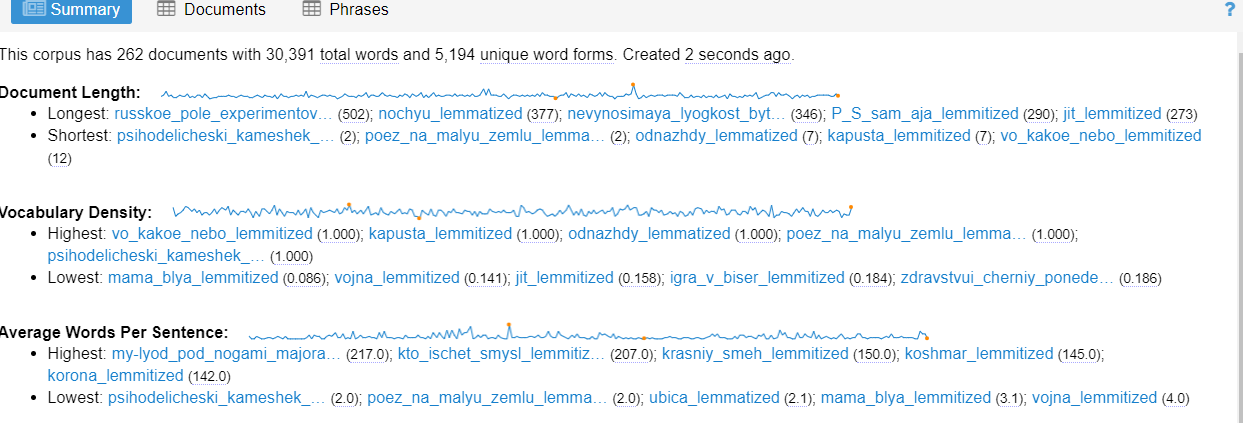 Summary Documents Phrases ?
This corpus has 262 documents with 30,391 total words and 5,194 unique word forms. Created 2 seconds ago.
Document Length:
• Longest: russkoe_pole_experimentov… (502); nochyu_lemmatized (377); nevynosimaya_lyogkost_byt… (346); P_S_sam_aja_lemmitized (290); jit_lemmitized (273)
• Shortest: psihodelicheski_kameshek_… (2); poez_na_malyu_zemlu_lemma… (2); odnazhdy_lemmatized (7); kapusta_lemmitized (7); vo_kakoe_nebo_lemmitized
(12)
Vocabulary Density:
• Highest: vo_kakoe_nebo_lemmitized (1.000); kapusta_lemmitized (1.000); odnazhdy_lemmatized (1.000); poez_na_malyu_zemlu_lemma… (1.000);
psihodelicheski_kameshek_… (1.000)
• Lowest: mama_blya_lemmitized (0.086); vojna_lemmitized (0.141); jit_lemmitized (0.158); igra_v_biser_lemmitized (0.184); zdravstvui_cherniy_ponede… (0.186)
Average Words Per Sentence:
• Highest: my-lyod_pod_nogami_majora… (217.0); kto_ischet_smysl_lemmitiz… (207.0); krasniy_smeh_lemmitized (150.0); koshmar_lemmitized (145.0);
korona_lemmitized (142.0)
• Lowest: psihodelicheski_kameshek_… (2.0); poez_na_malyu_zemlu_lemma… (2.0); ubica_lemmatized (2.1); mama_blya_lemmitized (3.1); vojna_lemmitized (4.0)